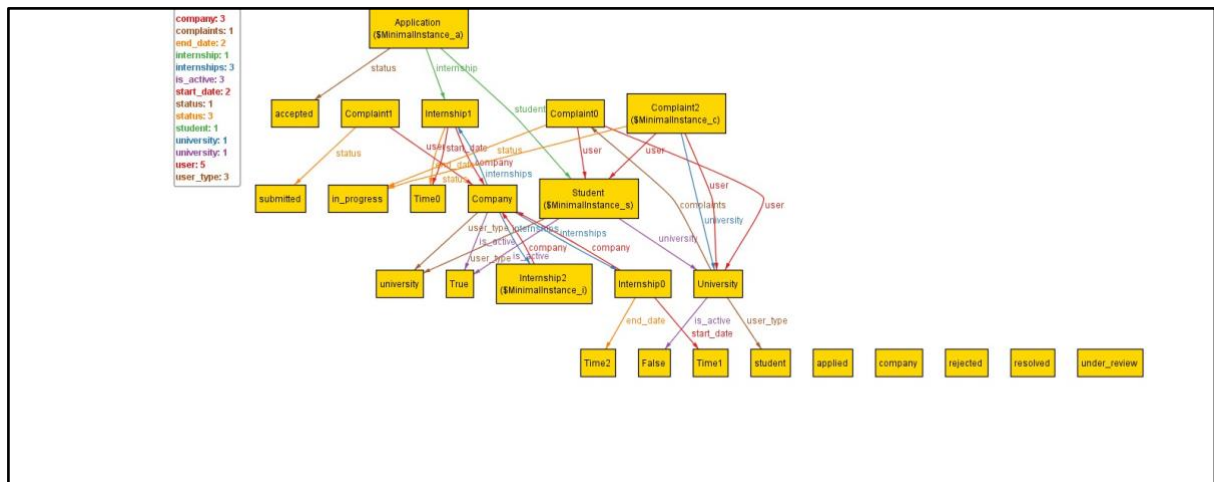 company: 3
complaints: 1
end_date: 2
internship: 1
internships: 3
is_active: 3
start_date: 2
status: 1
status: 3
student: 1
university: 1
university: 1
user: 5
user_type: 3
Application
($MinimalInstance_a)
status
internship
student
accepted
Complaint1
Internship1
Complaint0
Complaint2
($MinimalInstance_c)
status
user
start_date
end_date
company
status
internships
status
user
user
user
complaints
university
user
submitted
in_progress
Time0
Company
Student
($MinimalInstance_s)
user_type
internships
is_active
user_type
is_active
internships
company
company
university
university
True
Internship2
($MinimalInstance_i)
Internship0
University
end_date
start_date
is_active
user_type
Time2
False
Time1
student
applied
company
rejected
resolved
under_review